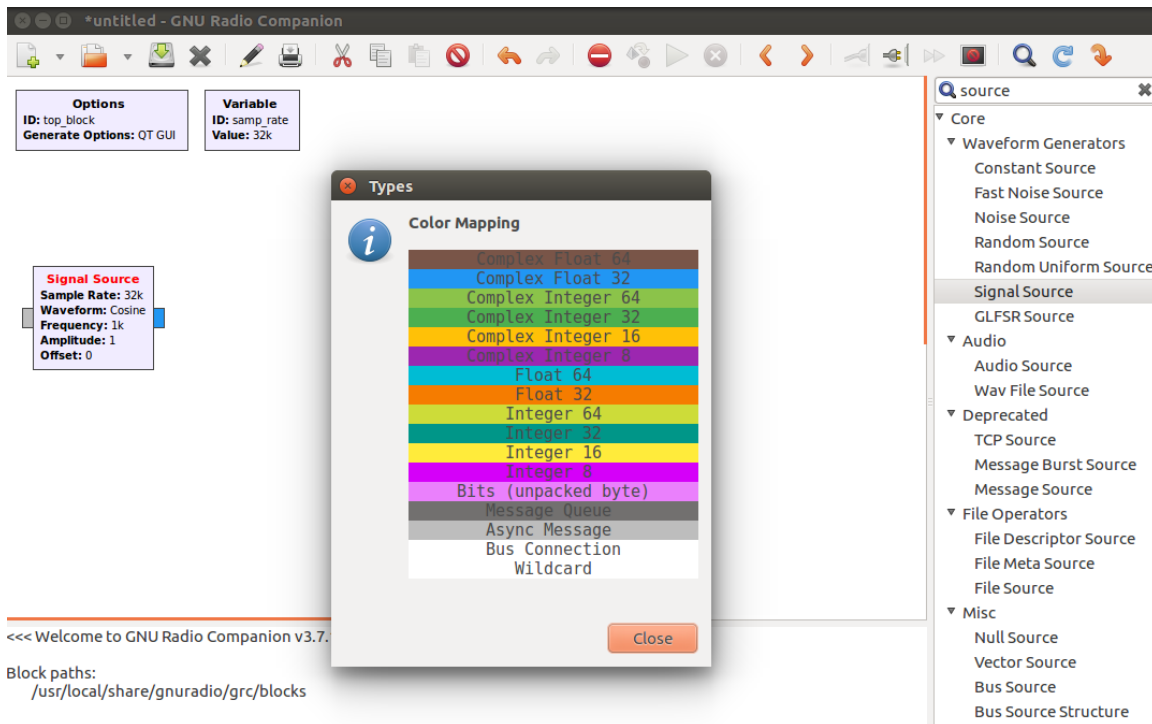 *untitled - GNU Radio Companion
Options
ID: top_block
Generate Options: QT GUI
Variable
ID: samp_rate
Value: 32k
Signal Source
Sample Rate: 32k
Waveform: Cosine
Frequency: 1k
Amplitude: 1
Offset: 0
Types
Color Mapping
Complex Float 64
Complex Float 32
Complex Integer 64
Complex Integer 32
Complex Integer 16
Complex Integer 8
Float 64
Float 32
Integer 64
Integer 32
Integer 16
Integer 8
Bits (unpacked byte)
Message Queue
Async Message
Bus Connection
Wildcard
Close
source
Core
Waveform Generators
Constant Source
Fast Noise Source
Noise Source
Random Source
Random Uniform Source
Signal Source
GLFSR Source
Audio
Audio Source
Wav File Source
Deprecated
TCP Source
Message Burst Source
Message Source
File Operators
File Descriptor Source
File Meta Source
File Source
Misc
Null Source
Vector Source
Bus Source
Bus Source Structure
<<< Welcome to GNU Radio Companion v3.7.
Block paths:
/usr/local/share/gnuradio/grc/blocks